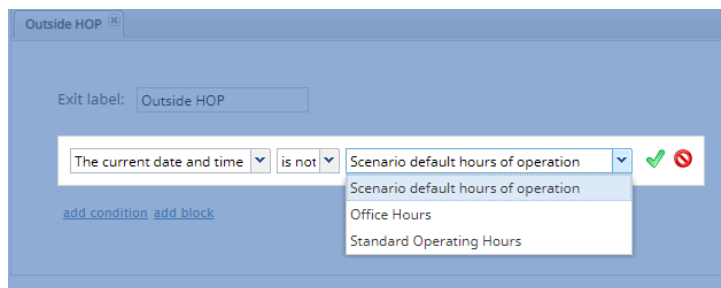 Outside HOP
Exit label: Outside HOP
The current date and time is not Scenario default hours of operation
Scenario default hours of operation
add condition add block
Office Hours
Standard Operating Hours